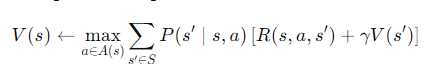 V(s) ← max_{a∈A(s)} ∑_{s'∈S} P(s' | s, a) [R(s, a, s') + γV(s')]